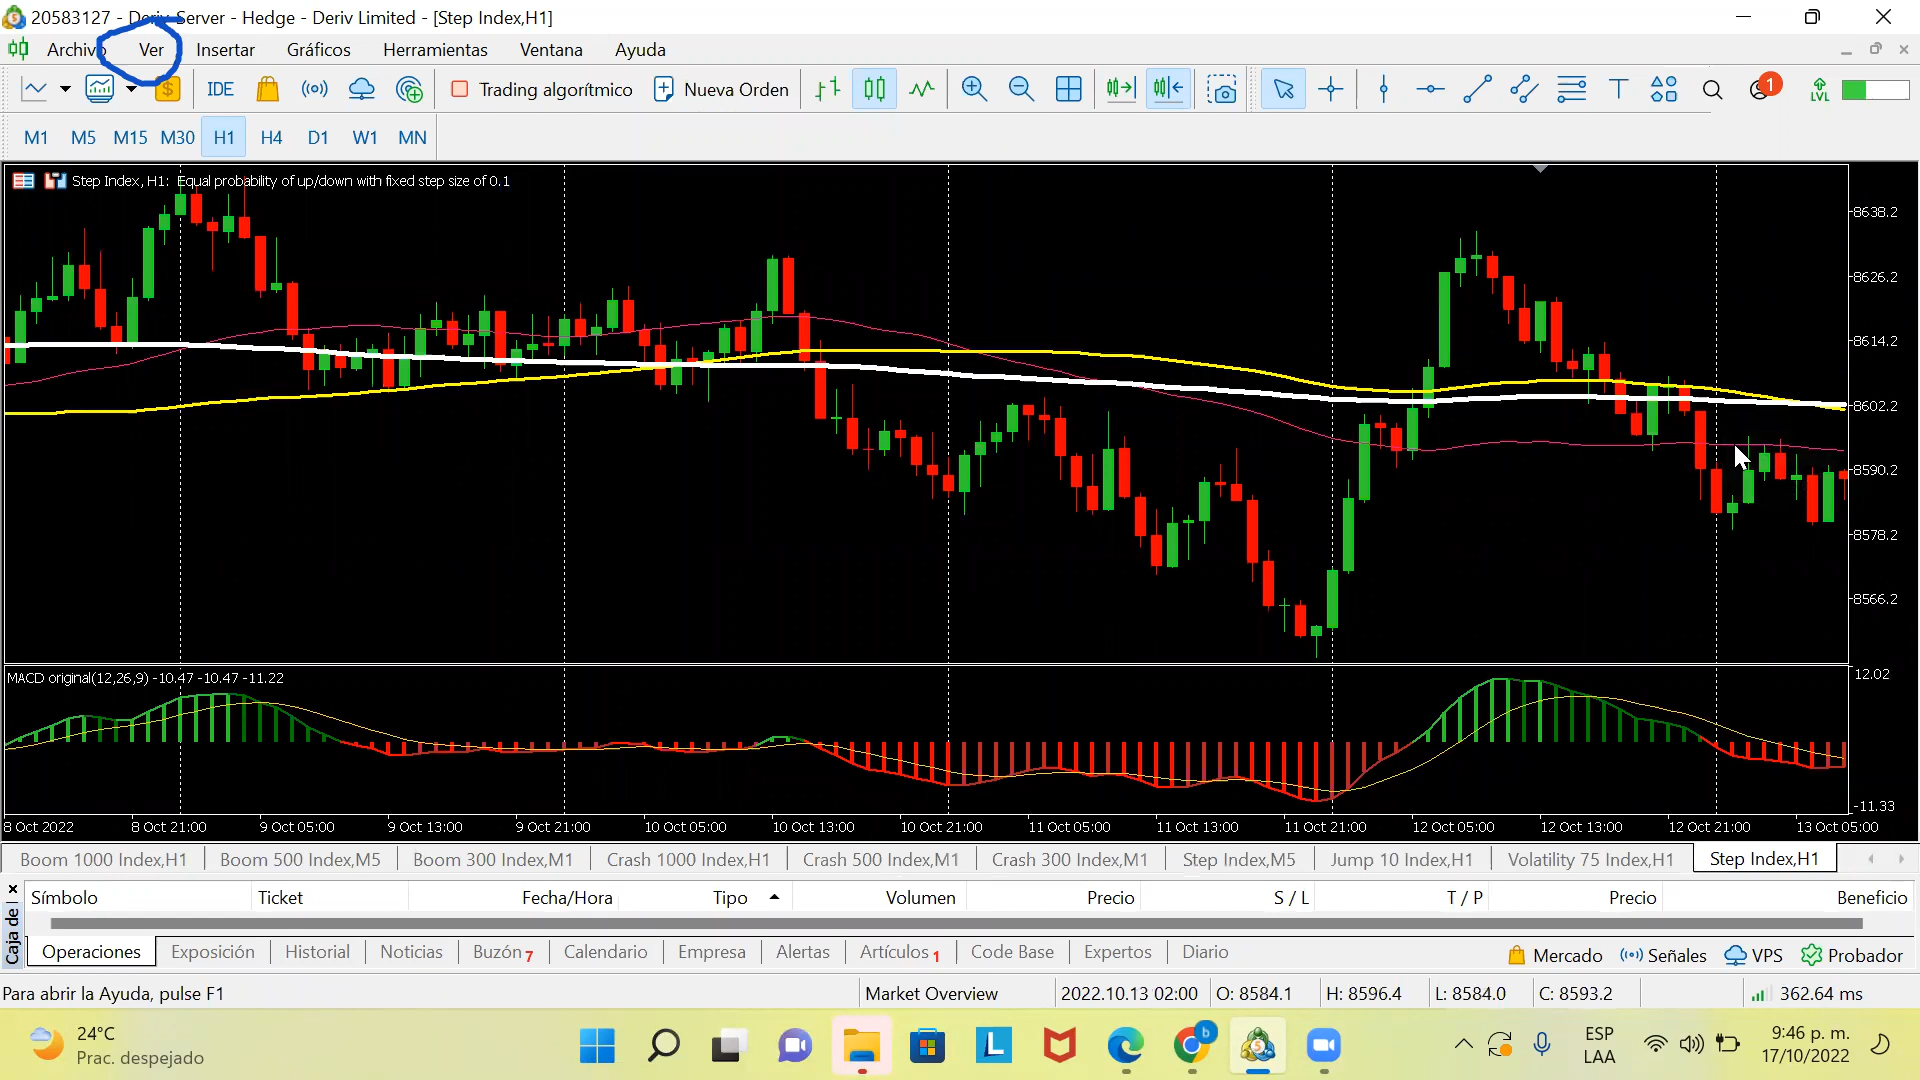 20583127 - Deriv-Server - Hedge - Deriv Limited - [Step Index,H1]
Archivo Ver Insertar Gráficos Herramientas Ventana Ayuda
IDE Trading algorítmico Nueva Orden 1 LVL
M1 M5 M15 M30 H1 H4 D1 W1 MN
Step Index, H1: Equal probability of up/down with fixed step size of 0.1
8638.2
8626.2
8614.2
8602.2
8590.2
8578.2
8566.2
MACD original(12,26,9) -10.47 -10.47 -11.22
12.02
-11.33
8 Oct 2022 8 Oct 21:00 9 Oct 05:00 9 Oct 13:00 9 Oct 21:00 10 Oct 05:00 10 Oct 13:00 10 Oct 21:00 11 Oct 05:00 11 Oct 13:00 11 Oct 21:00 12 Oct 05:00 12 Oct 13:00 12 Oct 21:00 13 Oct 05:00
Boom 1000 Index,H1 Boom 500 Index,M5 Boom 300 Index,M1 Crash 1000 Index,H1 Crash 500 Index,M1 Crash 300 Index,M1 Step Index,M5 Jump 10 Index,H1 Volatility 75 Index,H1 Step Index,H1
Símbolo Ticket Fecha/Hora Tipo Volumen Precio S / L T / P Precio Beneficio
Caja de
Operaciones Exposición Historial Noticias Buzón 7 Calendario Empresa Alertas Artículos 1 Code Base Expertos Diario Mercado Señales VPS Probador
Para abrir la Ayuda, pulse F1 Market Overview 2022.10.13 02:00 O: 8584.1 H: 8596.4 L: 8584.0 C: 8593.2 362.64 ms
24°C
Prac. despejado
L
b
ESP
LAA
9:46 p. m.
17/10/2022